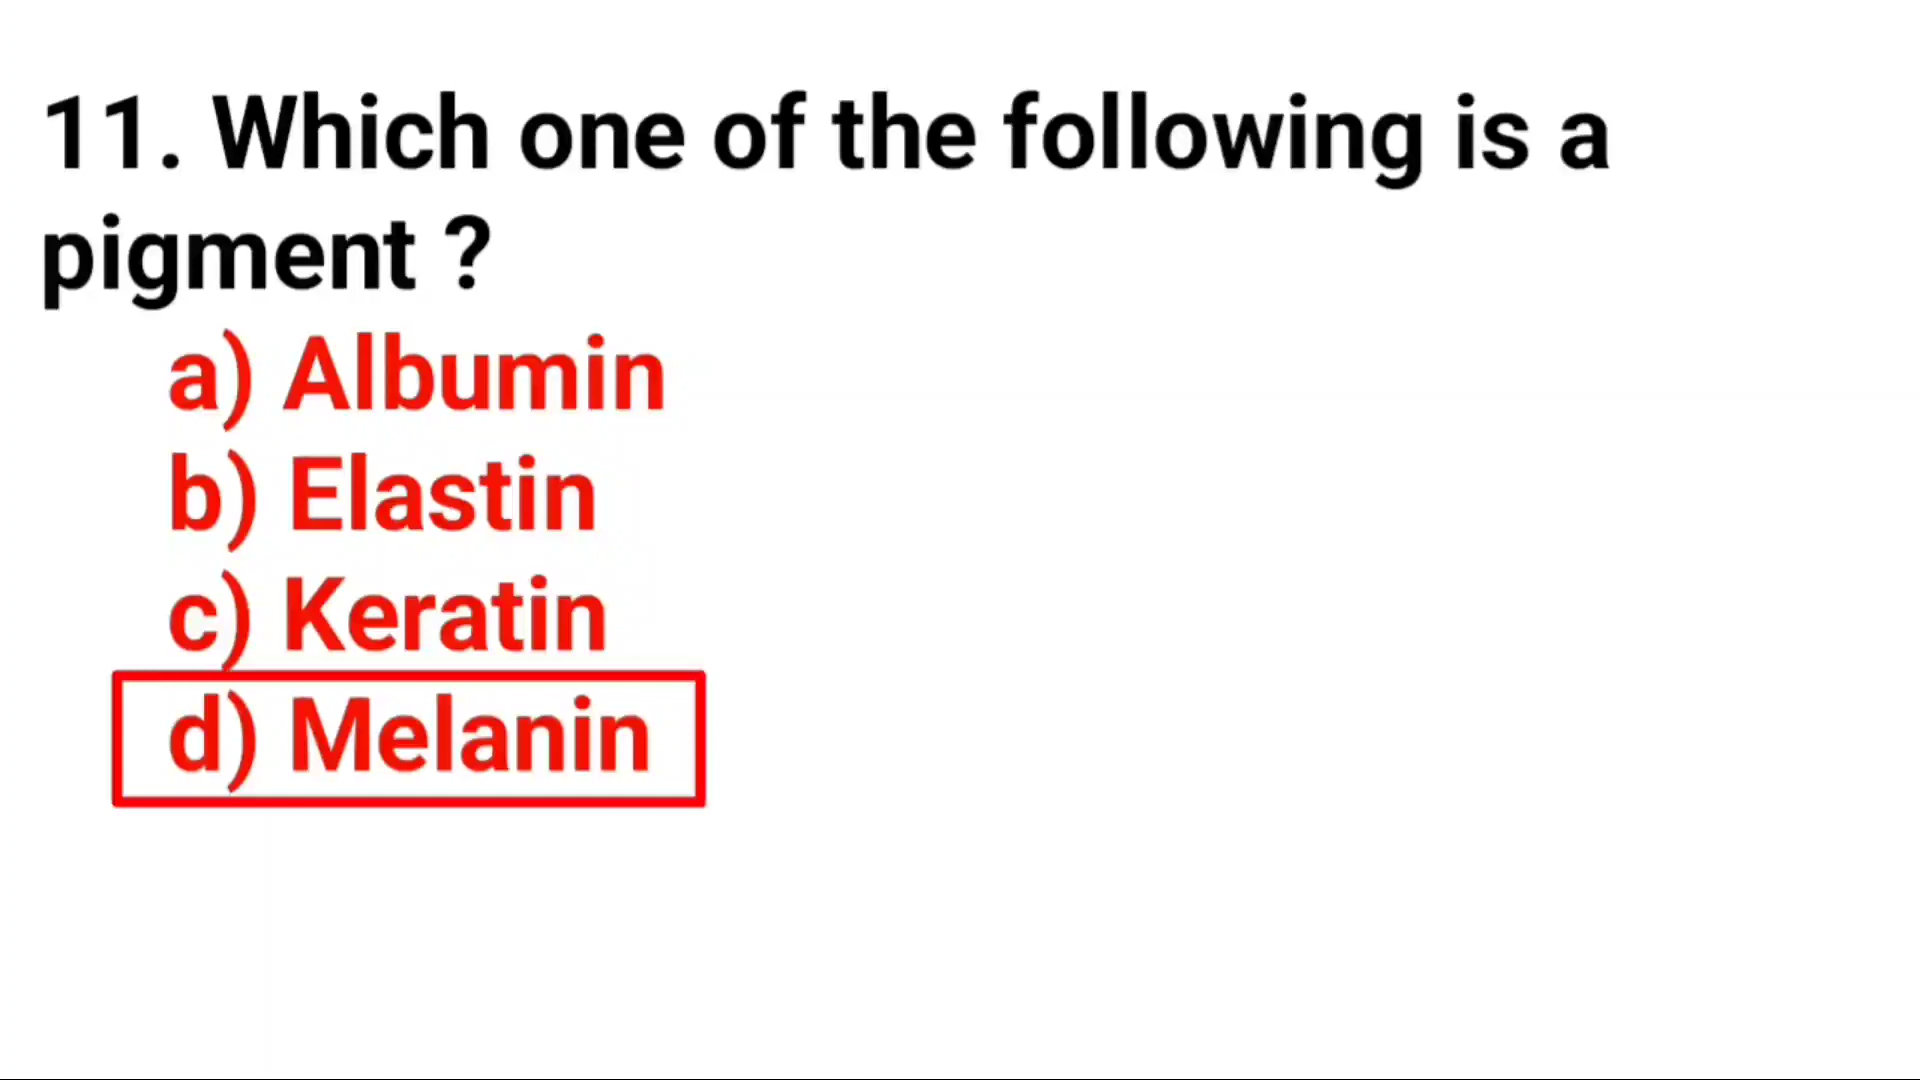 11. Which one of the following is a
pigment ?
a) Albumin
b) Elastin
c) Keratin
d) Melanin